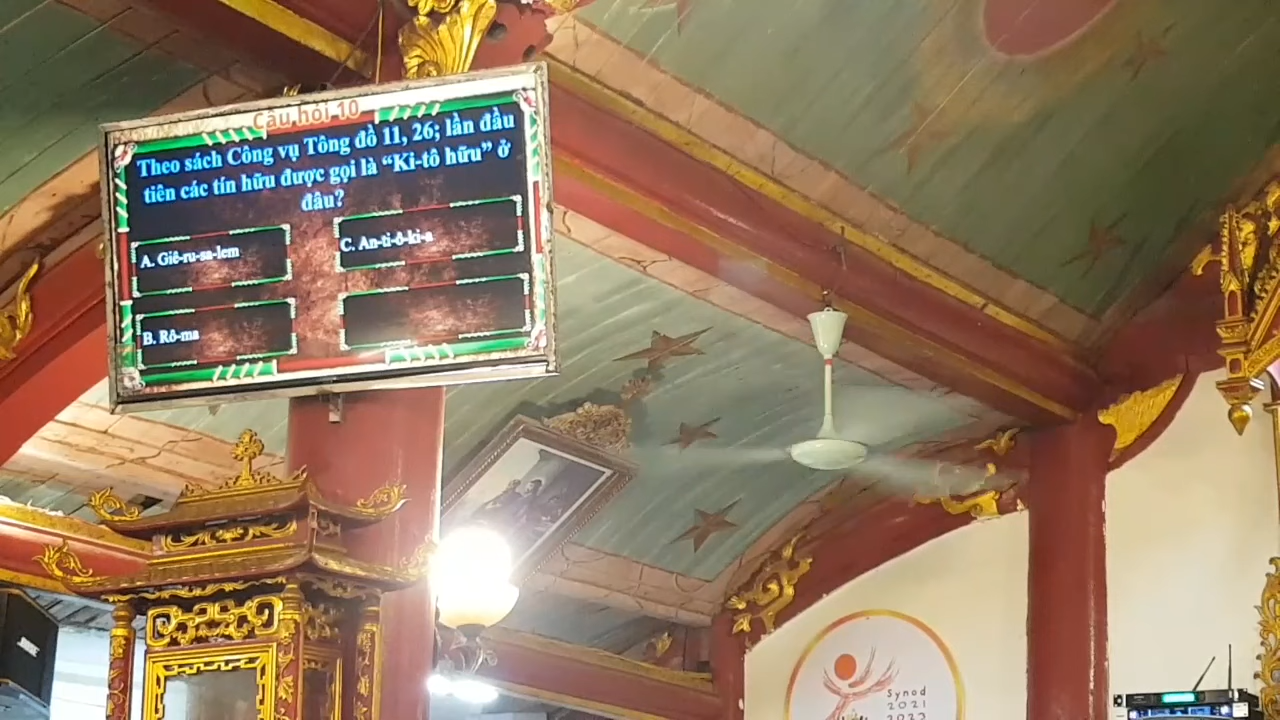 Câu hỏi 10
Theo sách Công vụ Tông đồ 11, 26; lần đầu
tiên các tín hữu được gọi là “Ki-tô hữu” ở
đâu?
A. Giê-ru-sa-lem
C. An-ti-ô-ki-a
B. Rô-ma
Synod
2021
2023